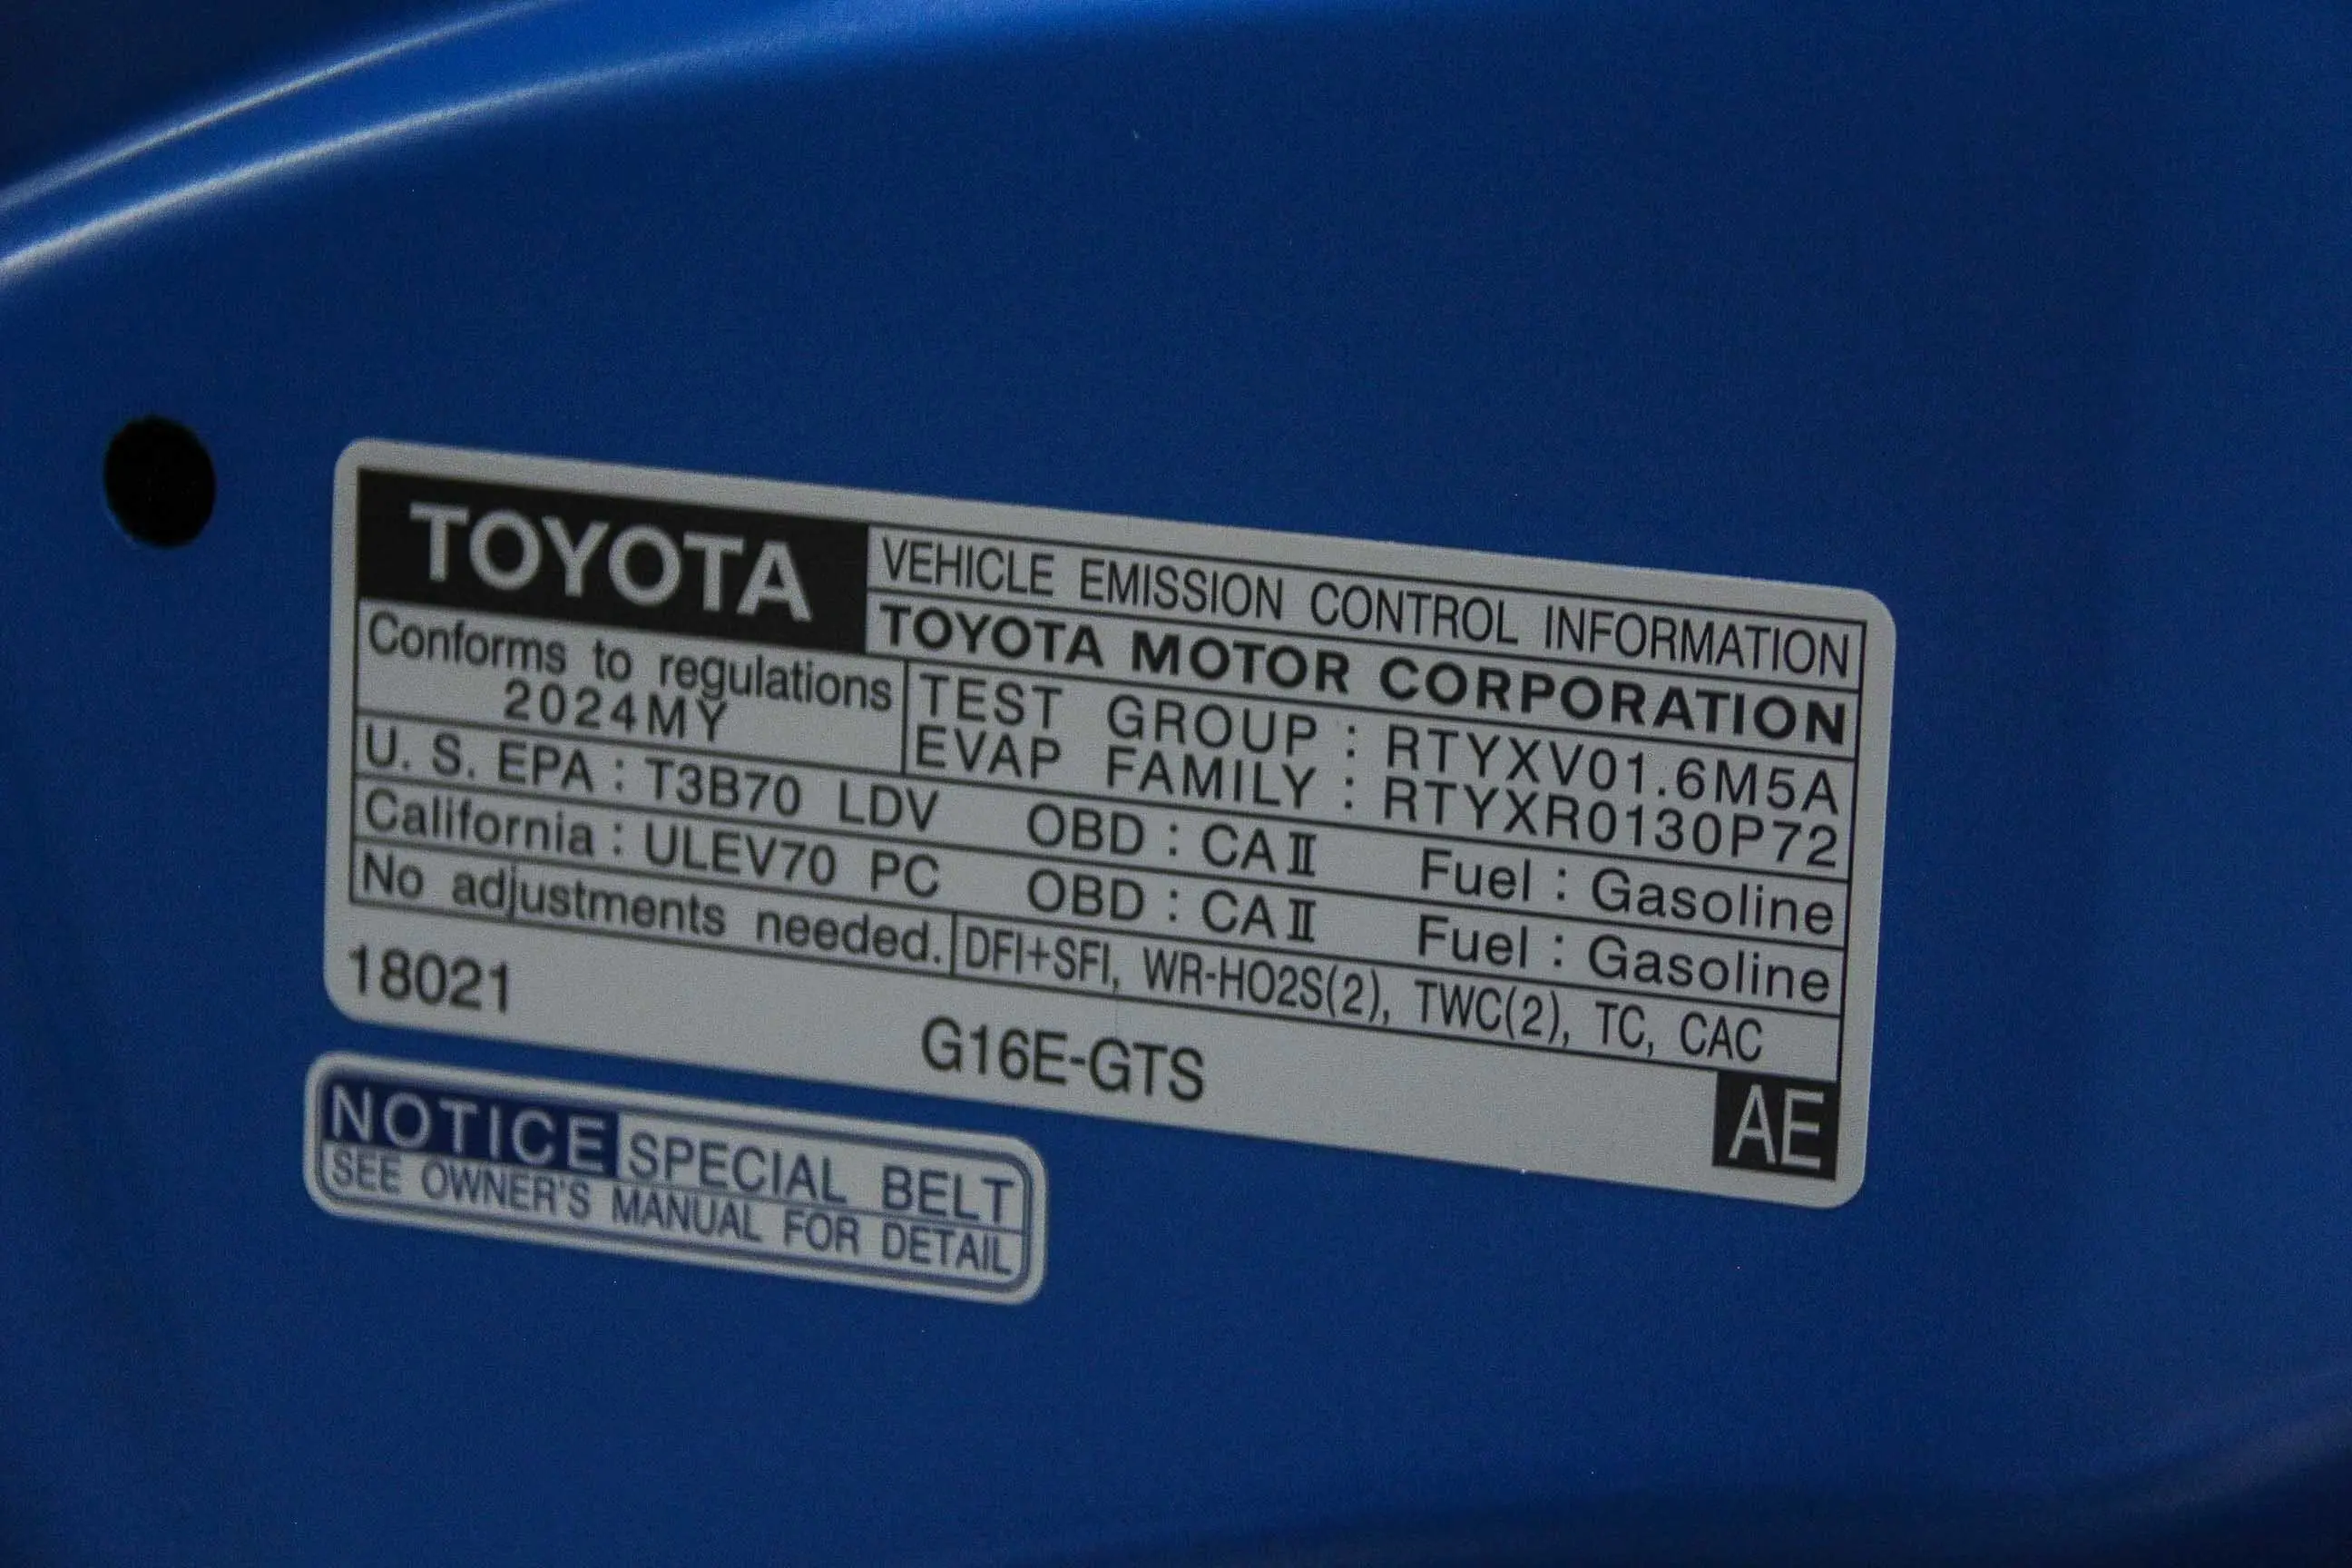 TOYOTA
VEHICLE EMISSION CONTROL INFORMATION
TOYOTA MOTOR CORPORATION
Conforms to regulations
2024MY
TEST GROUP : RTYXV01.6M5A
EVAP FAMILY : RTYXR0130P72
U. S. EPA : T3B70 LDV OBD : CAⅡ Fuel : Gasoline
California : ULEV70 PC OBD : CAⅡ Fuel : Gasoline
No adjustments needed. DFI+SFI, WR-HO2S(2), TWC(2), TC, CAC
18021
G16E-GTS
AE
NOTICE SPECIAL BELT
SEE OWNER'S MANUAL FOR DETAIL